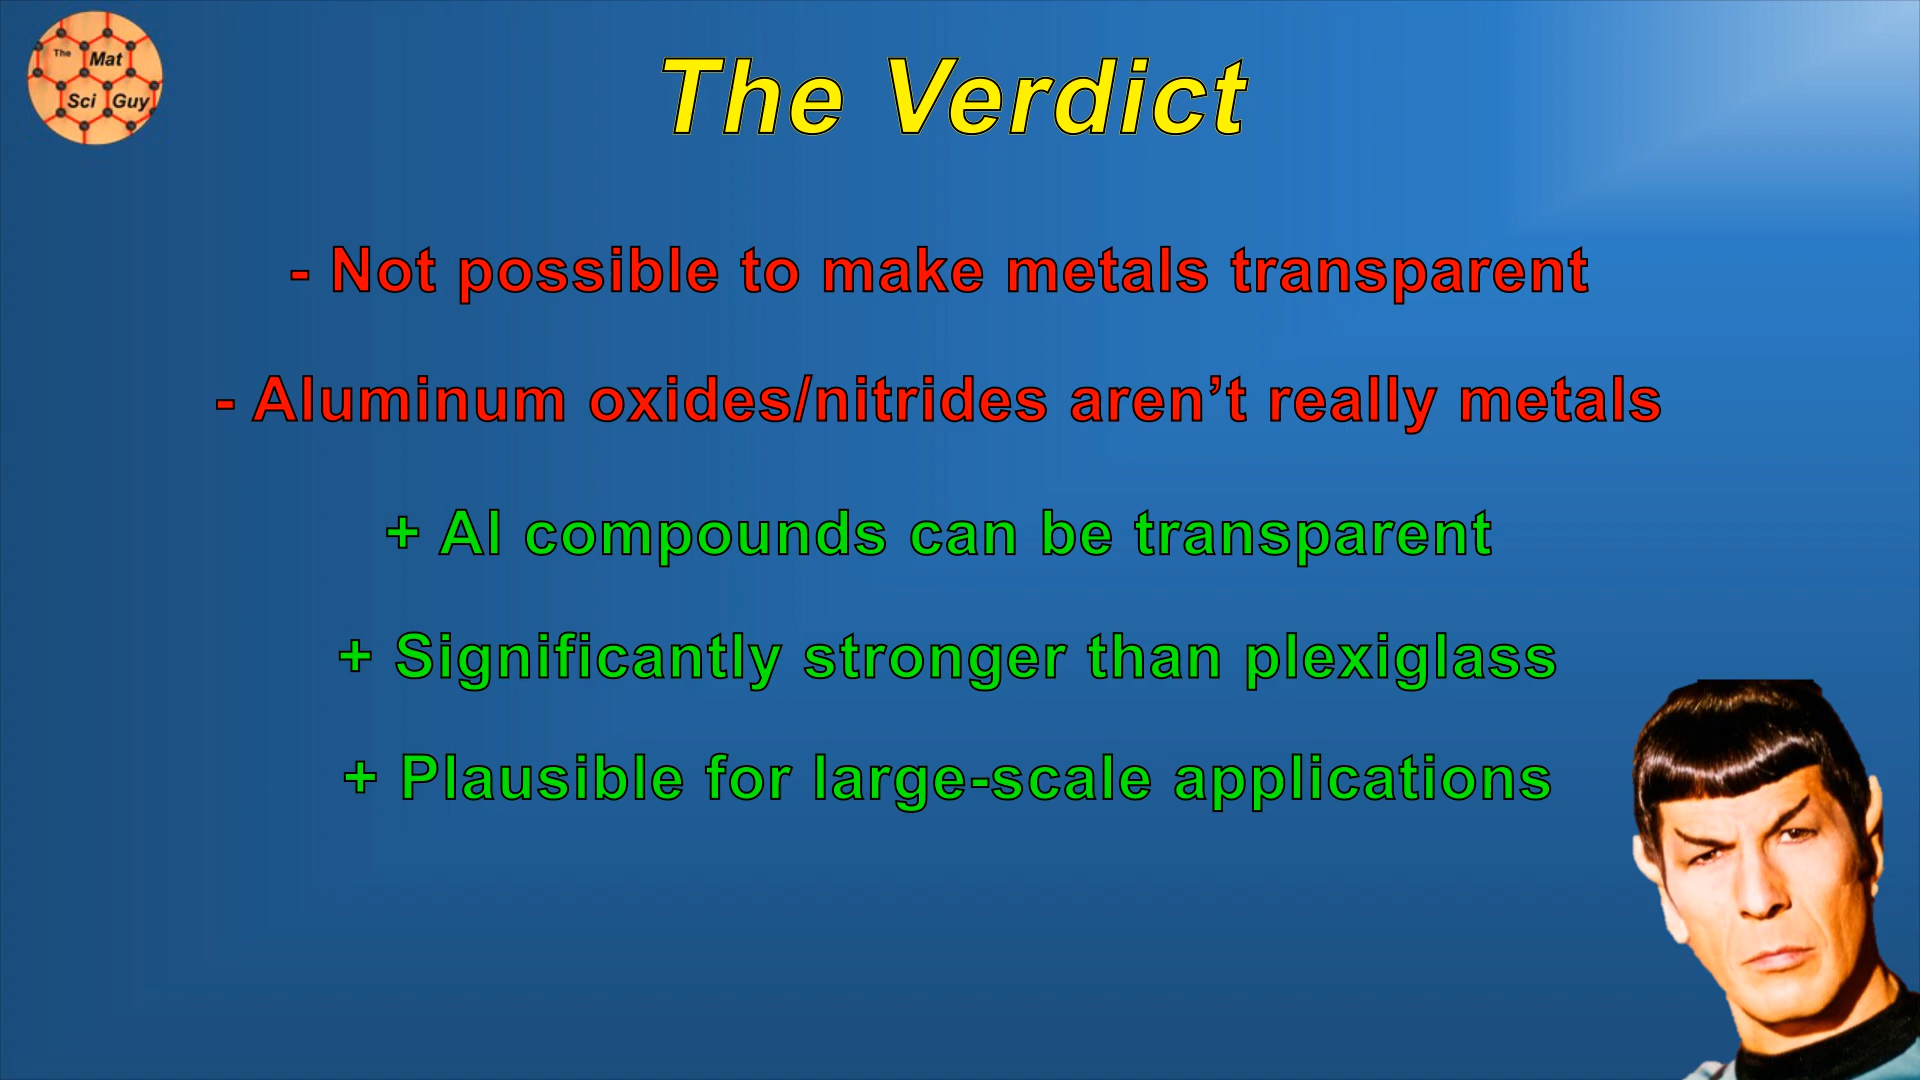 The
Mat
Sci Guy
The Verdict
- Not possible to make metals transparent
- Aluminum oxides/nitrides aren’t really metals
+ Al compounds can be transparent
+ Significantly stronger than plexiglass
+ Plausible for large-scale applications